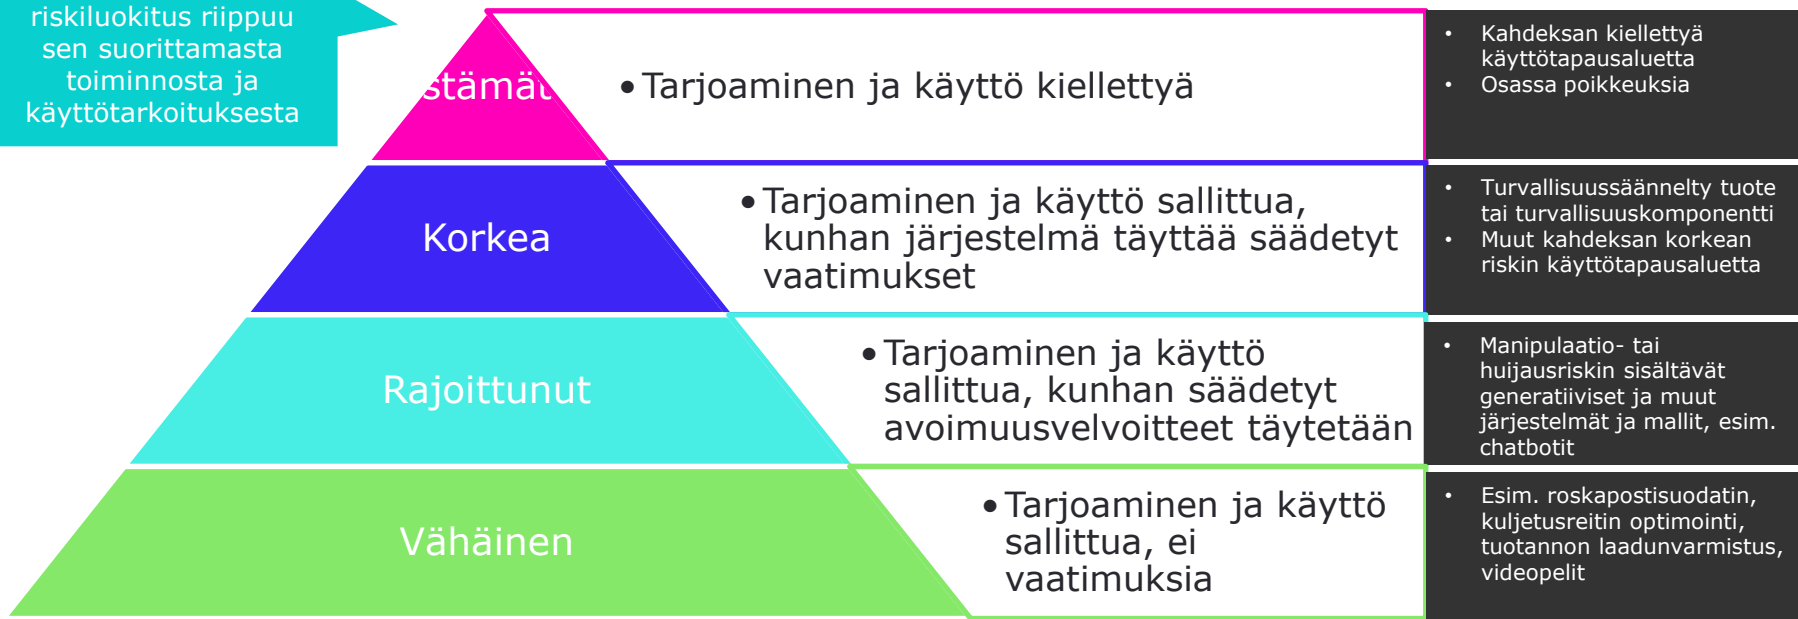 riskiluokitus riippuu
sen suorittamasta
toiminnosta ja
käyttötarkoituksesta
• Tarjoaminen ja käyttö kiellettyä
• Kahdeksan kiellettyä
käyttötapausaluetta
• Osassa poikkeuksia
Korkea
• Tarjoaminen ja käyttö sallittua,
kunhan järjestelmä täyttää säädetyt
vaatimukset
• Turvallisuussäännelty tuote
tai turvallisuuskomponentti
• Muut kahdeksan korkean
riskin käyttötapausaluetta
Rajoittunut
• Tarjoaminen ja käyttö
sallittua, kunhan säädetyt
avoimuusvelvoitteet täytetään
• Manipulaatio- tai
huijausriskin sisältävät
generatiiviset ja muut
järjestelmät ja mallit, esim.
chatbotit
Vähäinen
• Tarjoaminen ja käyttö
sallittua, ei
vaatimuksia
• Esim. roskapostisuodatin,
kuljetusreitin optimointi,
tuotannon laadunvarmistus,
videopelit